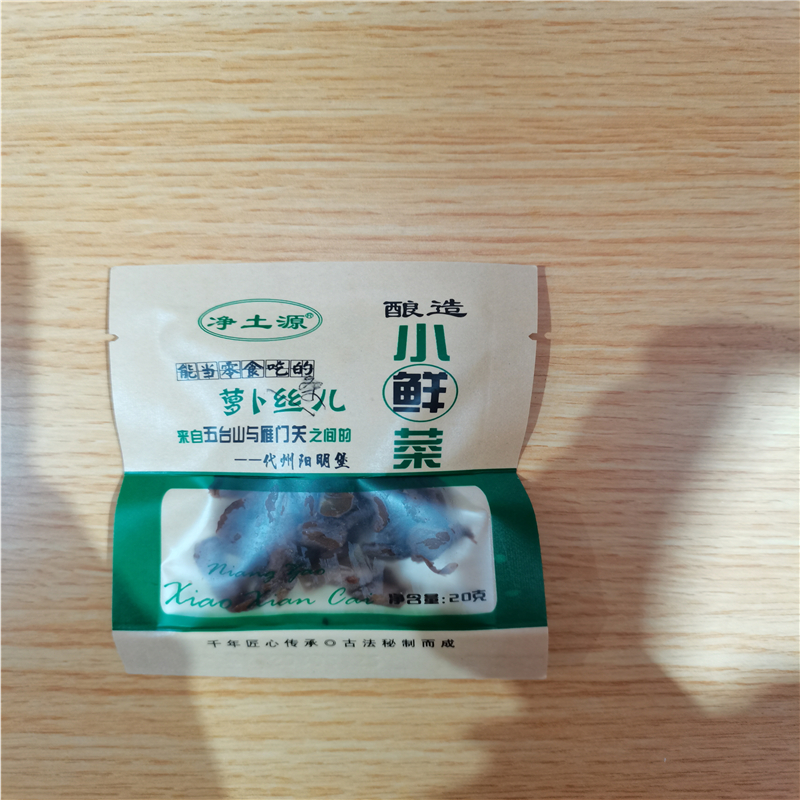 净土源®
能当零食吃的
萝卜丝儿
来自五台山与雁门关之间的
——代州阳明堡
酿造
小
鲜
菜
Niang Zao
Xiao Xian Cai
净含量:20克
千年匠心传承◎古法秘制而成